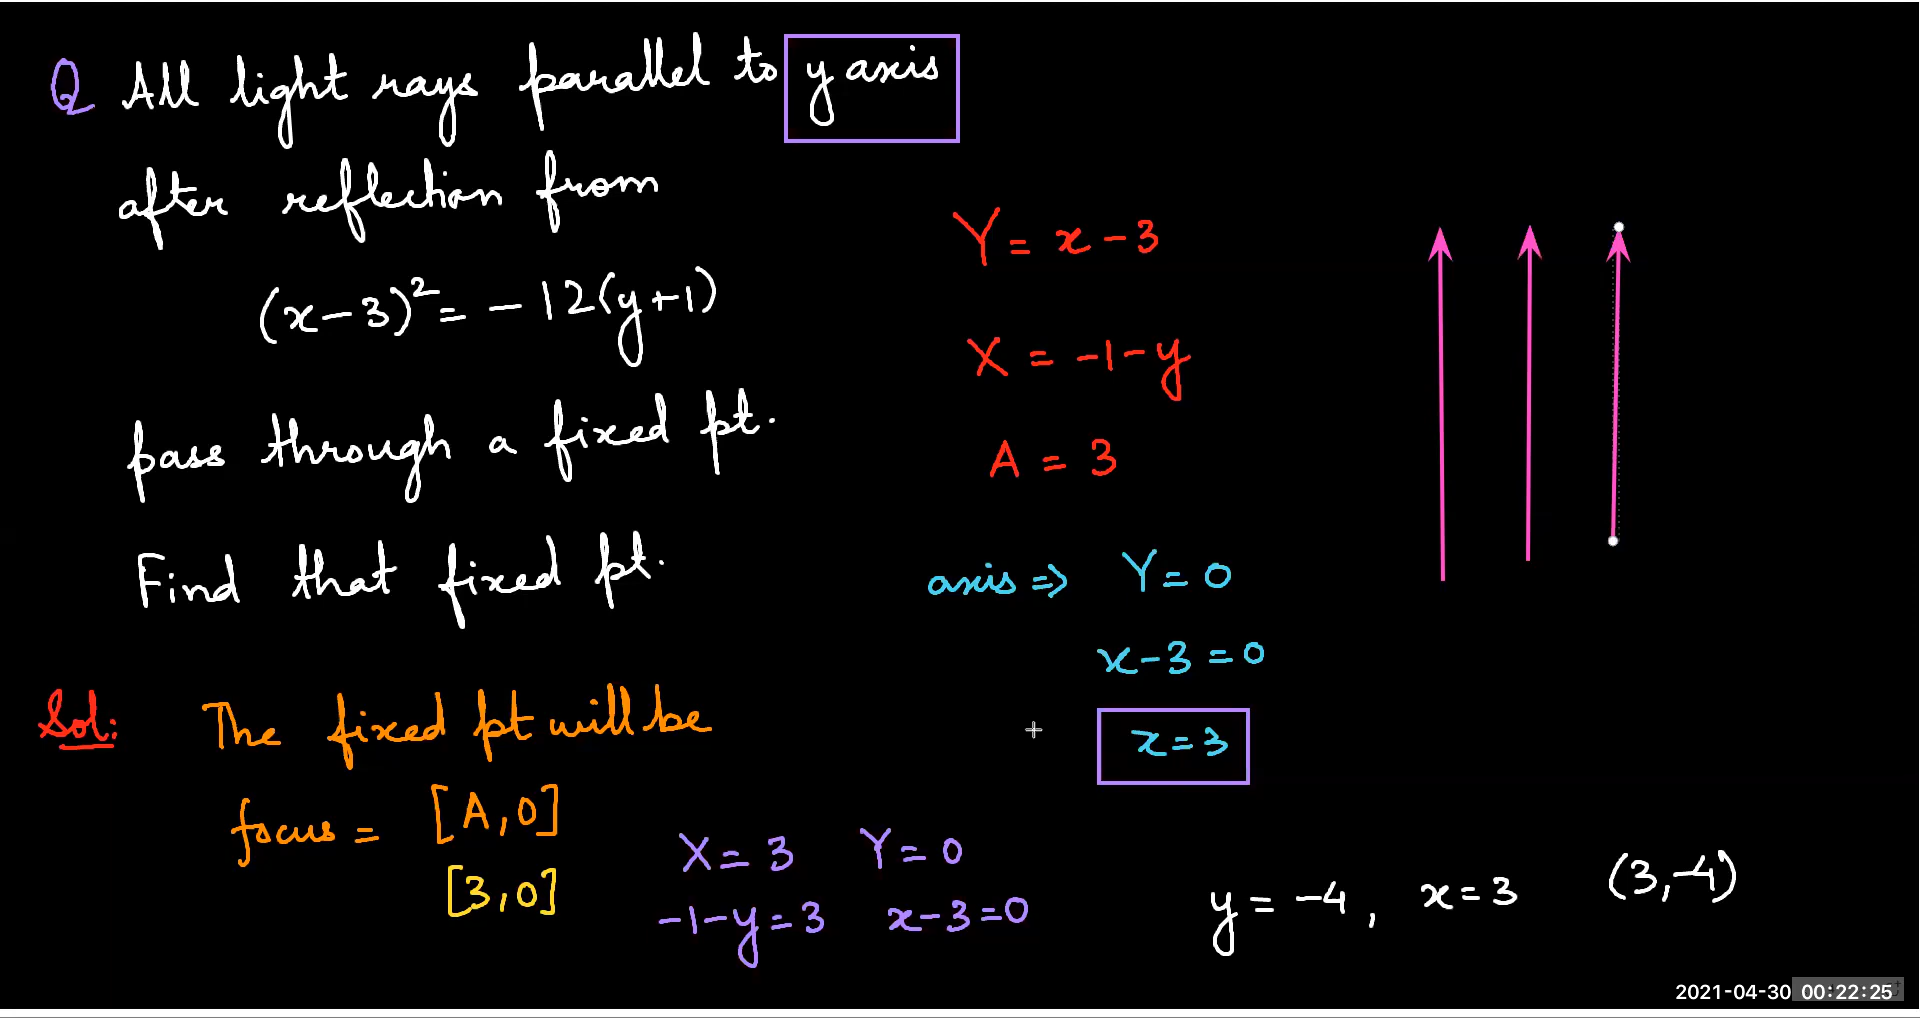 Q All light rays parallel to y axis
after reflection from
(x-3)²= -12(y+1)
pass through a fixed pt.
Find that fixed pt.
Y= x-3
X = -1-y
A = 3
axis ⇒ Y= 0
x-3=0
x=3
Sol: The fixed pt will be
focus = [A,0]
[3,0]
X= 3 Y= 0
-1-y=3 x-3=0
y= -4, x=3 (3,-4)
2021-04-30 00:22:25